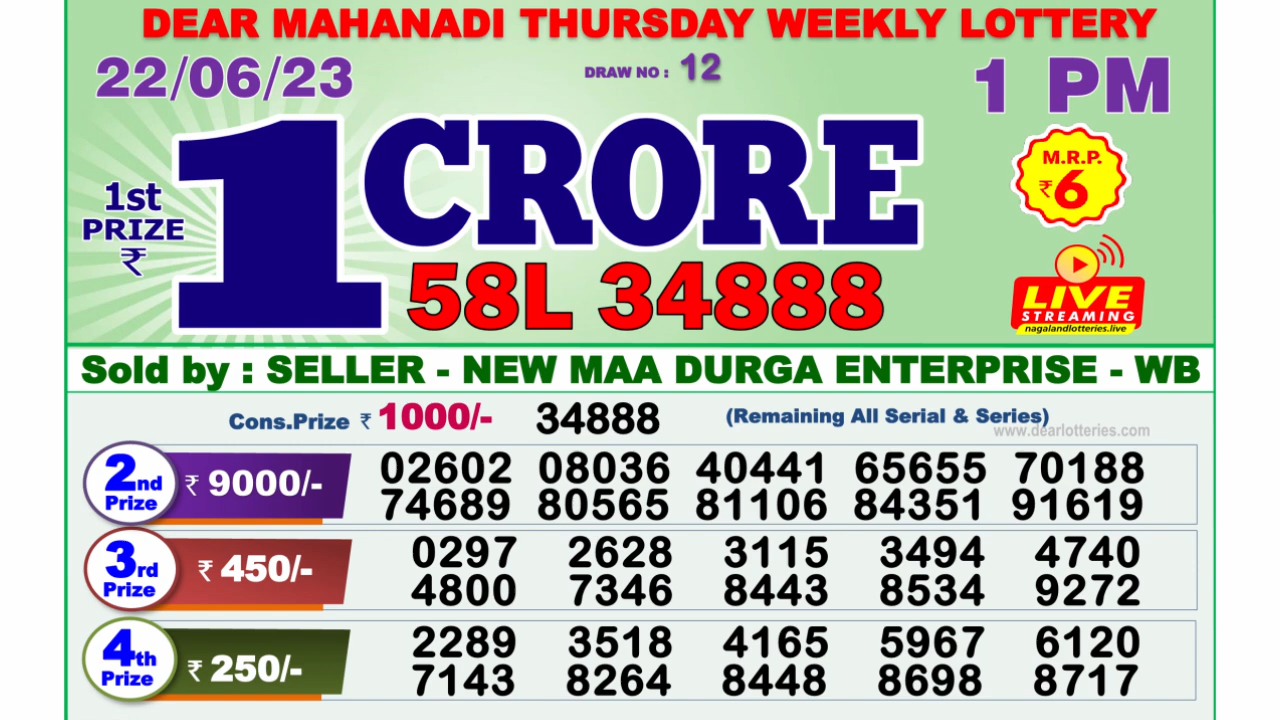 DEAR MAHANADI THURSDAY WEEKLY LOTTERY
22/06/23 DRAW NO : 12 1 PM
1st PRIZE ₹ 1 CRORE
M.R.P. ₹6
58L 34888
LIVE
STREAMING
nagalandlotteries.live
Sold by : SELLER - NEW MAA DURGA ENTERPRISE - WB
Cons.Prize ₹ 1000/- 34888 (Remaining All Serial & Series)
www.dearlotteries.com
2nd Prize ₹ 9000/-
02602 08036 40441 65655 70188
74689 80565 81106 84351 91619
3rd Prize ₹ 450/-
0297 2628 3115 3494 4740
4800 7346 8443 8534 9272
4th Prize ₹ 250/-
2289 3518 4165 5967 6120
7143 8264 8448 8698 8717